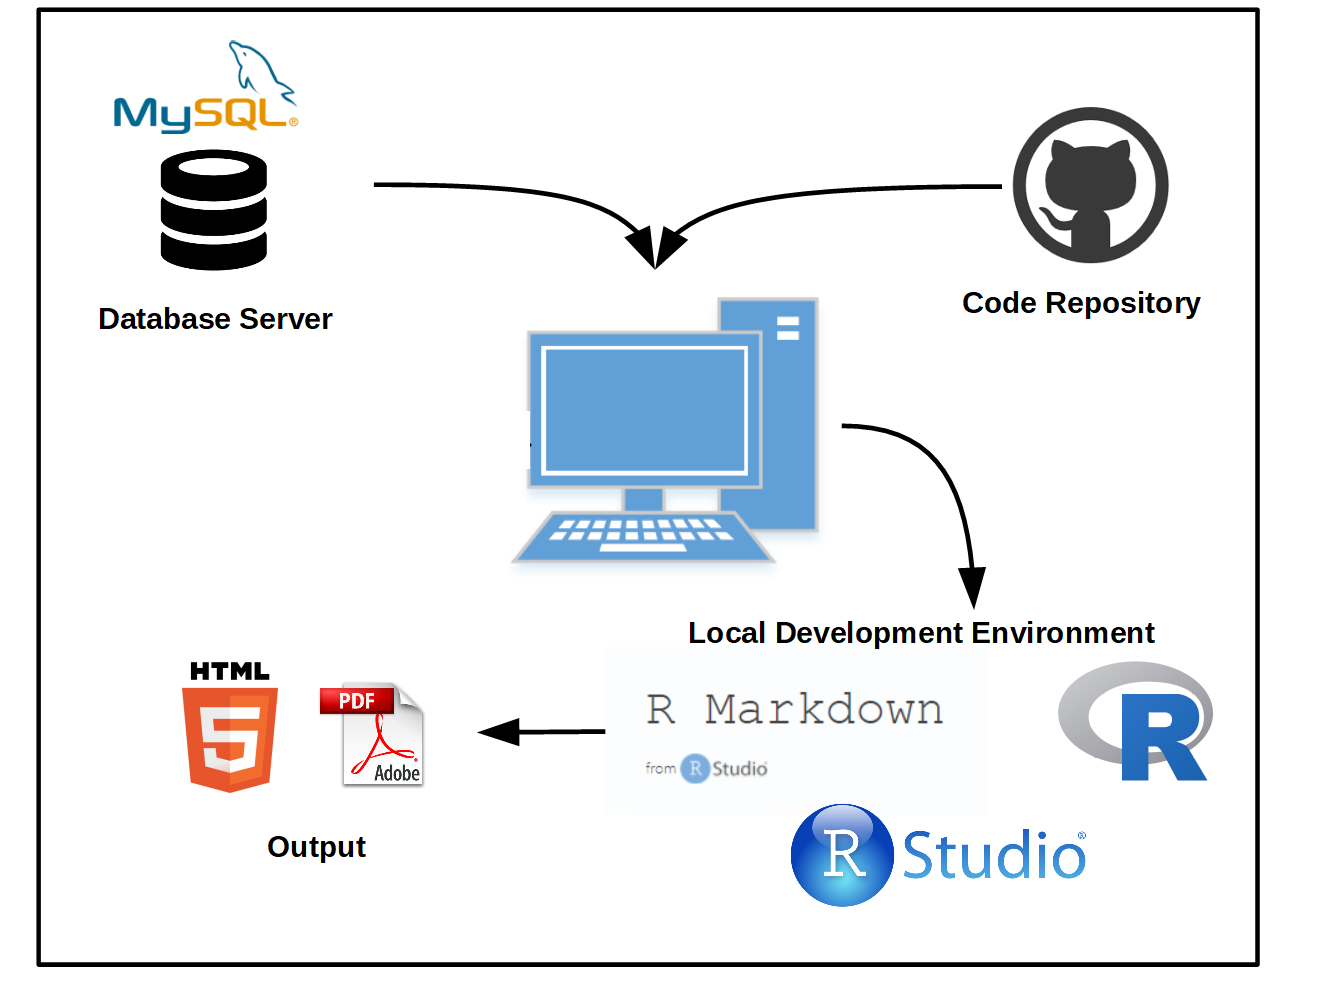 MySQL®
Database Server
Code Repository
Local Development Environment
HTML
5
PDF
Adobe
R Markdown
from R Studio
R
Output
R Studio®